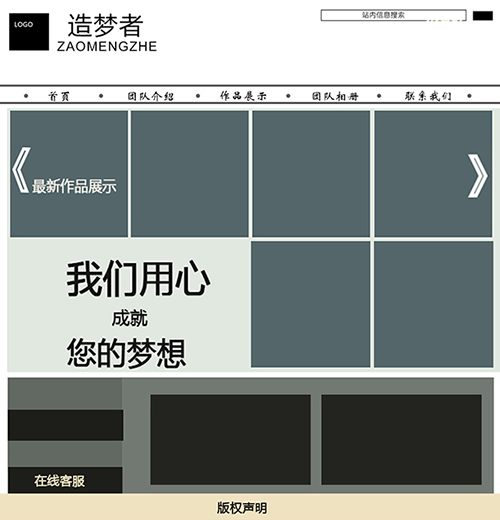 LOGO
造梦者
ZAOMENGZHE
站内信息搜索
首页
团队介绍
作品展示
团队相册
联系我们
最新作品展示
我们用心
成就
您的梦想
在线客服
版权声明